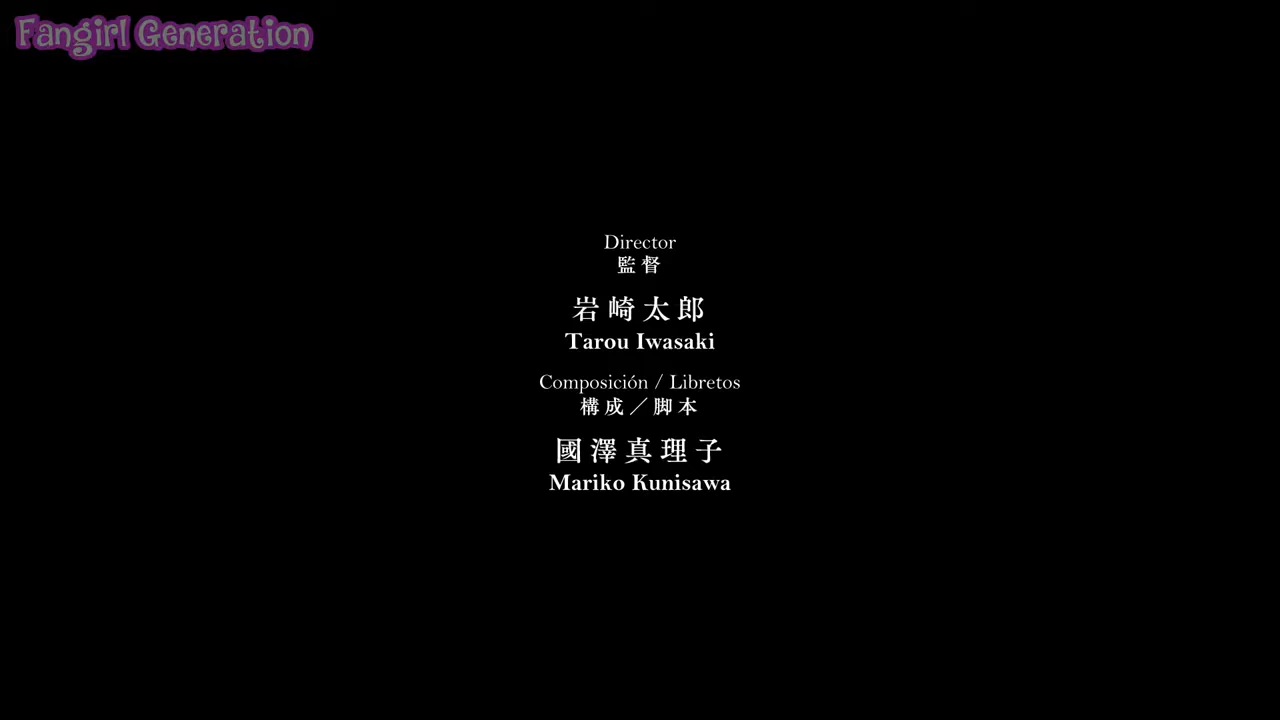 Fangirl Generation
Director
監督
岩崎太郎
Tarou Iwasaki
Composición / Libretos
構成／脚本
國澤真理子
Mariko Kunisawa